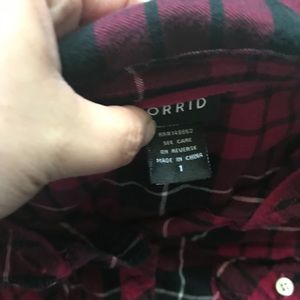 ORRID
SEE CARE
ON REVERSE
MADE IN CHINA
1